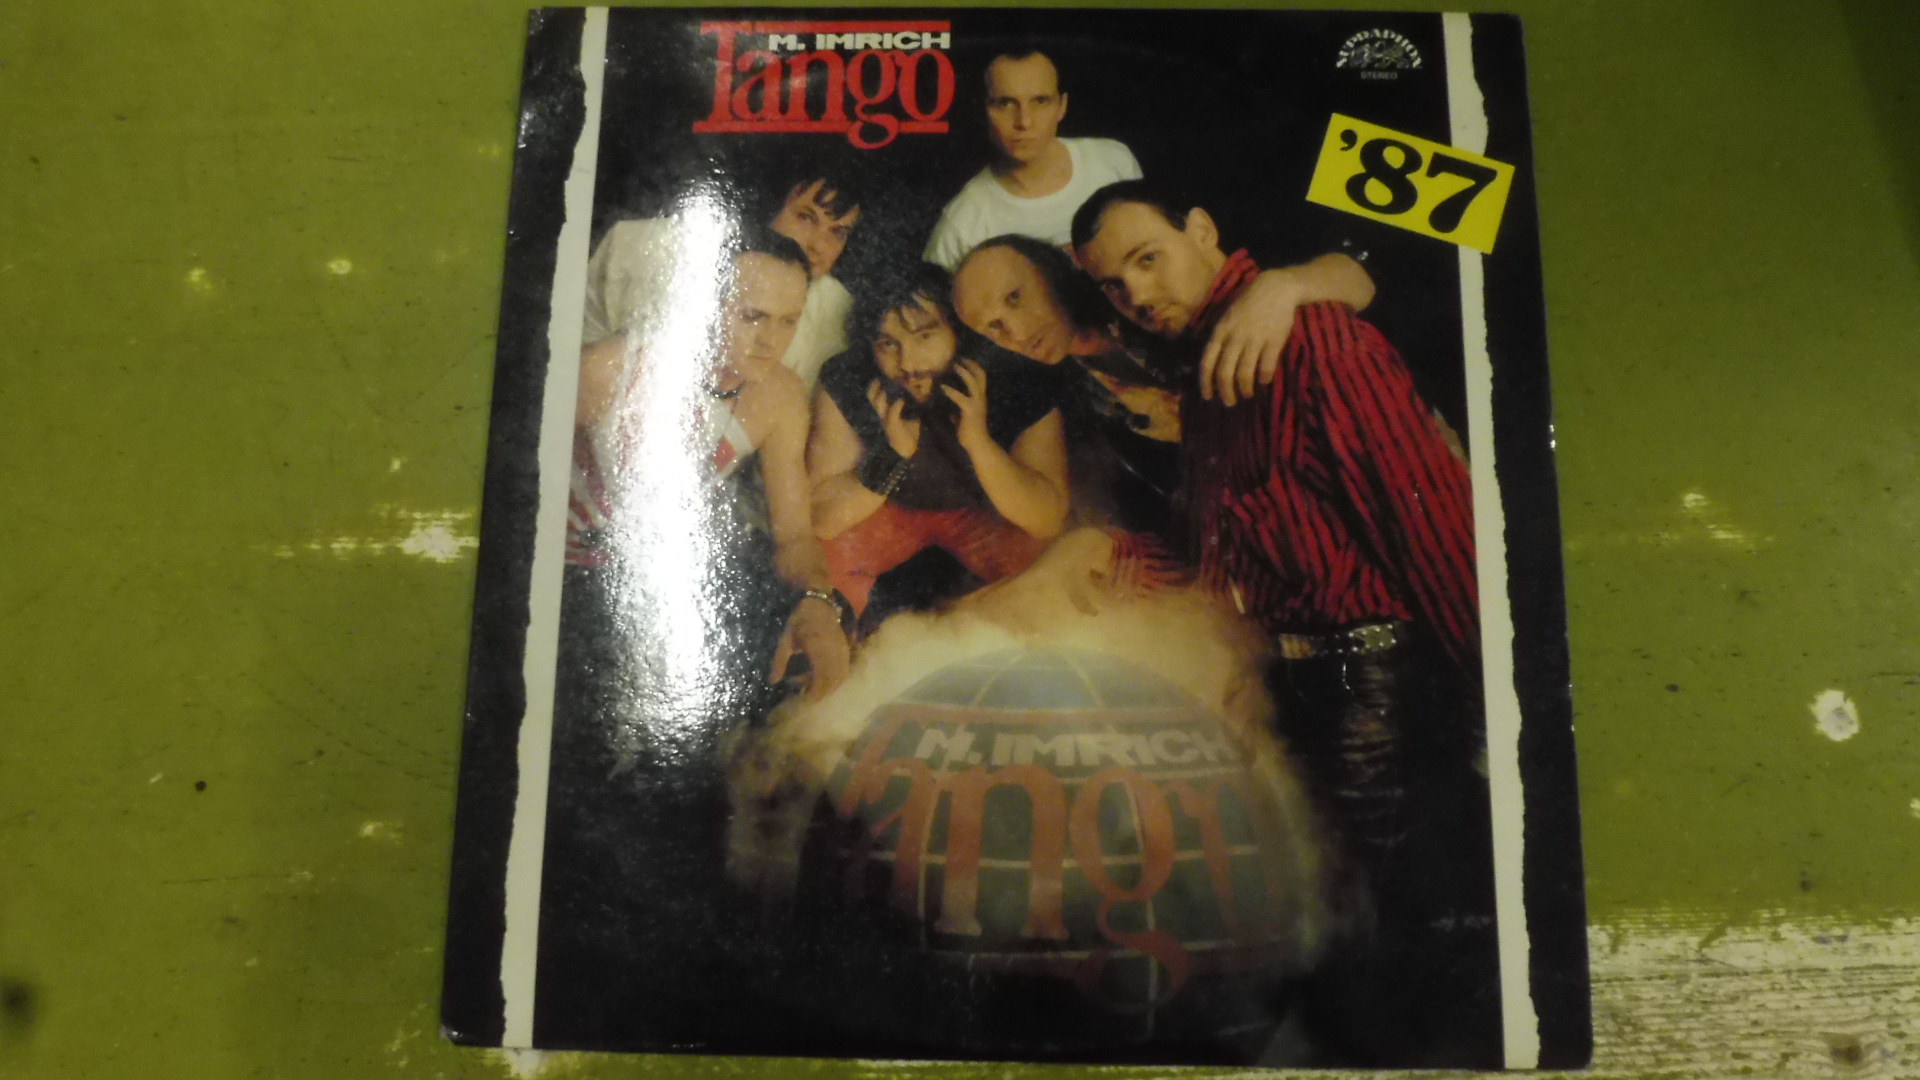 M. IMRICH
Tango
SUPRAPHON
STEREO
'87
M. IMRICH
Tango